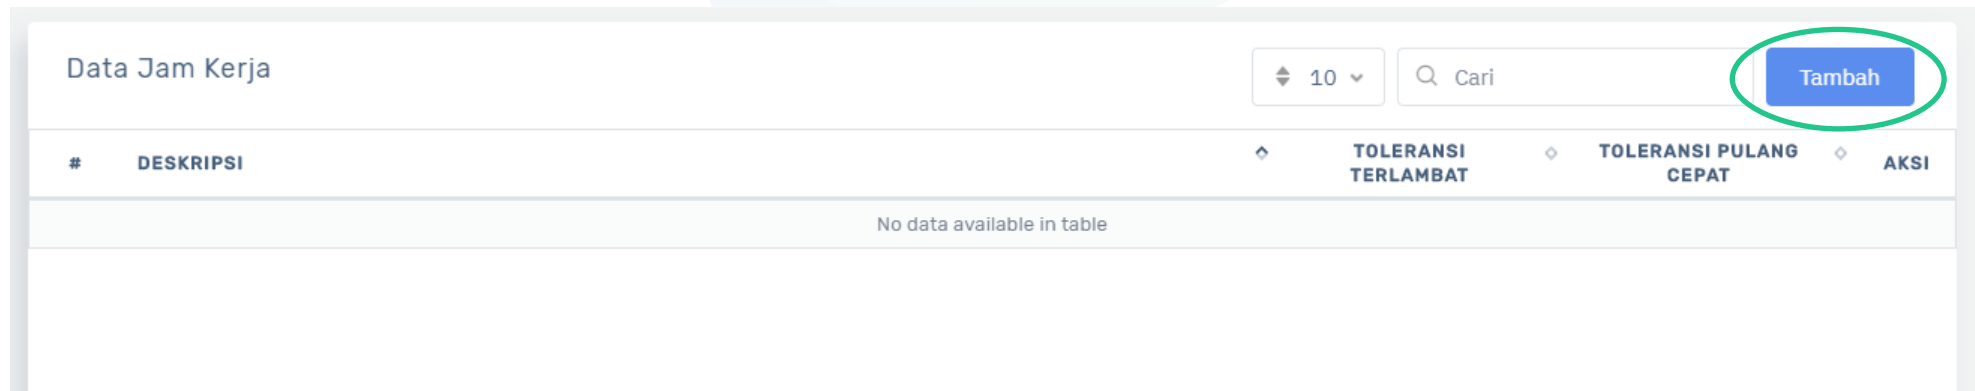 Data Jam Kerja
10
Cari
Tambah
#
DESKRIPSI
TOLERANSI
TERLAMBAT
TOLERANSI PULANG
CEPAT
AKSI
No data available in table